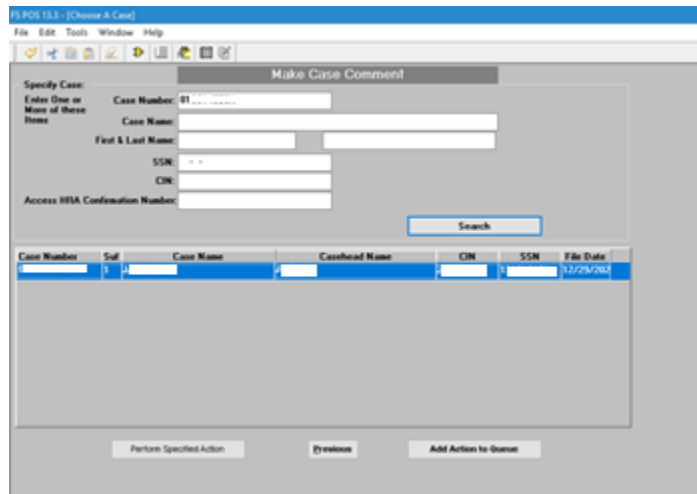 FS POS 13.3 - [Choose A Case]
File Edit Tools Window Help
Make Case Comment
Specify Case:
Enter One or More of these Items
Case Number: 01
Case Name:
First & Last Name:
SSN: - -
CIN:
Access HRA Confirmation Number:
Search
Case Number Suf Case Name Casehead Name CIN SSN File Date
1 12/29/202
Perform Specified Action Previous Add Action to Queue